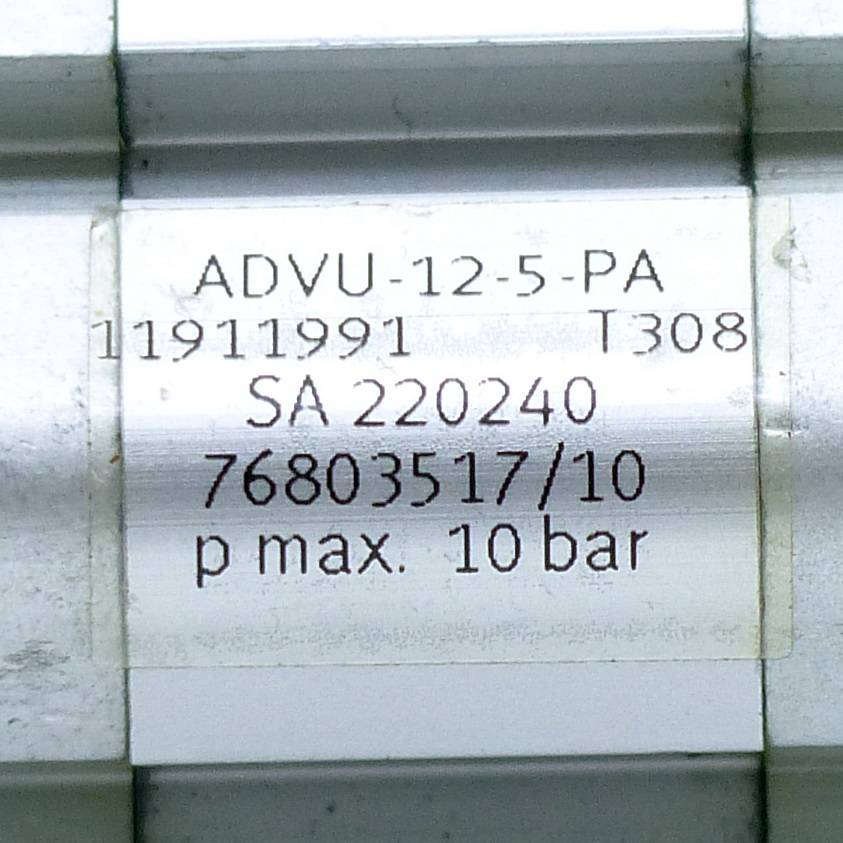 ADVU-12-5-PA
11911991 T308
SA 220240
76803517/10
p max. 10 bar